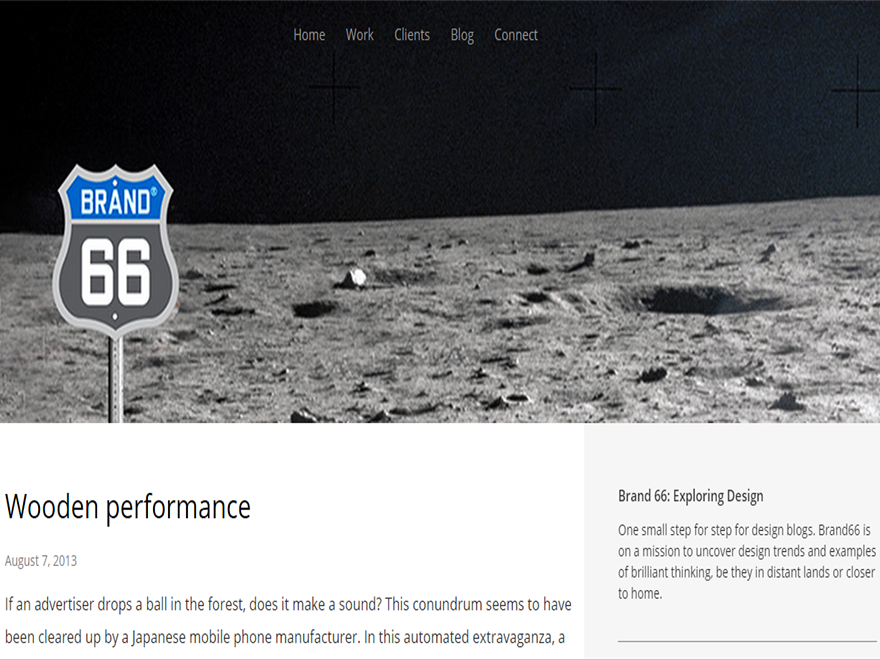 Home Work Clients Blog Connect
BRAND®
66
Wooden performance
August 7, 2013
If an advertiser drops a ball in the forest, does it make a sound? This conundrum seems to have
been cleared up by a Japanese mobile phone manufacturer. In this automated extravaganza, a
Brand 66: Exploring Design
One small step for step for design blogs. Brand66 is
on a mission to uncover design trends and examples
of brilliant thinking, be they in distant lands or closer
to home.